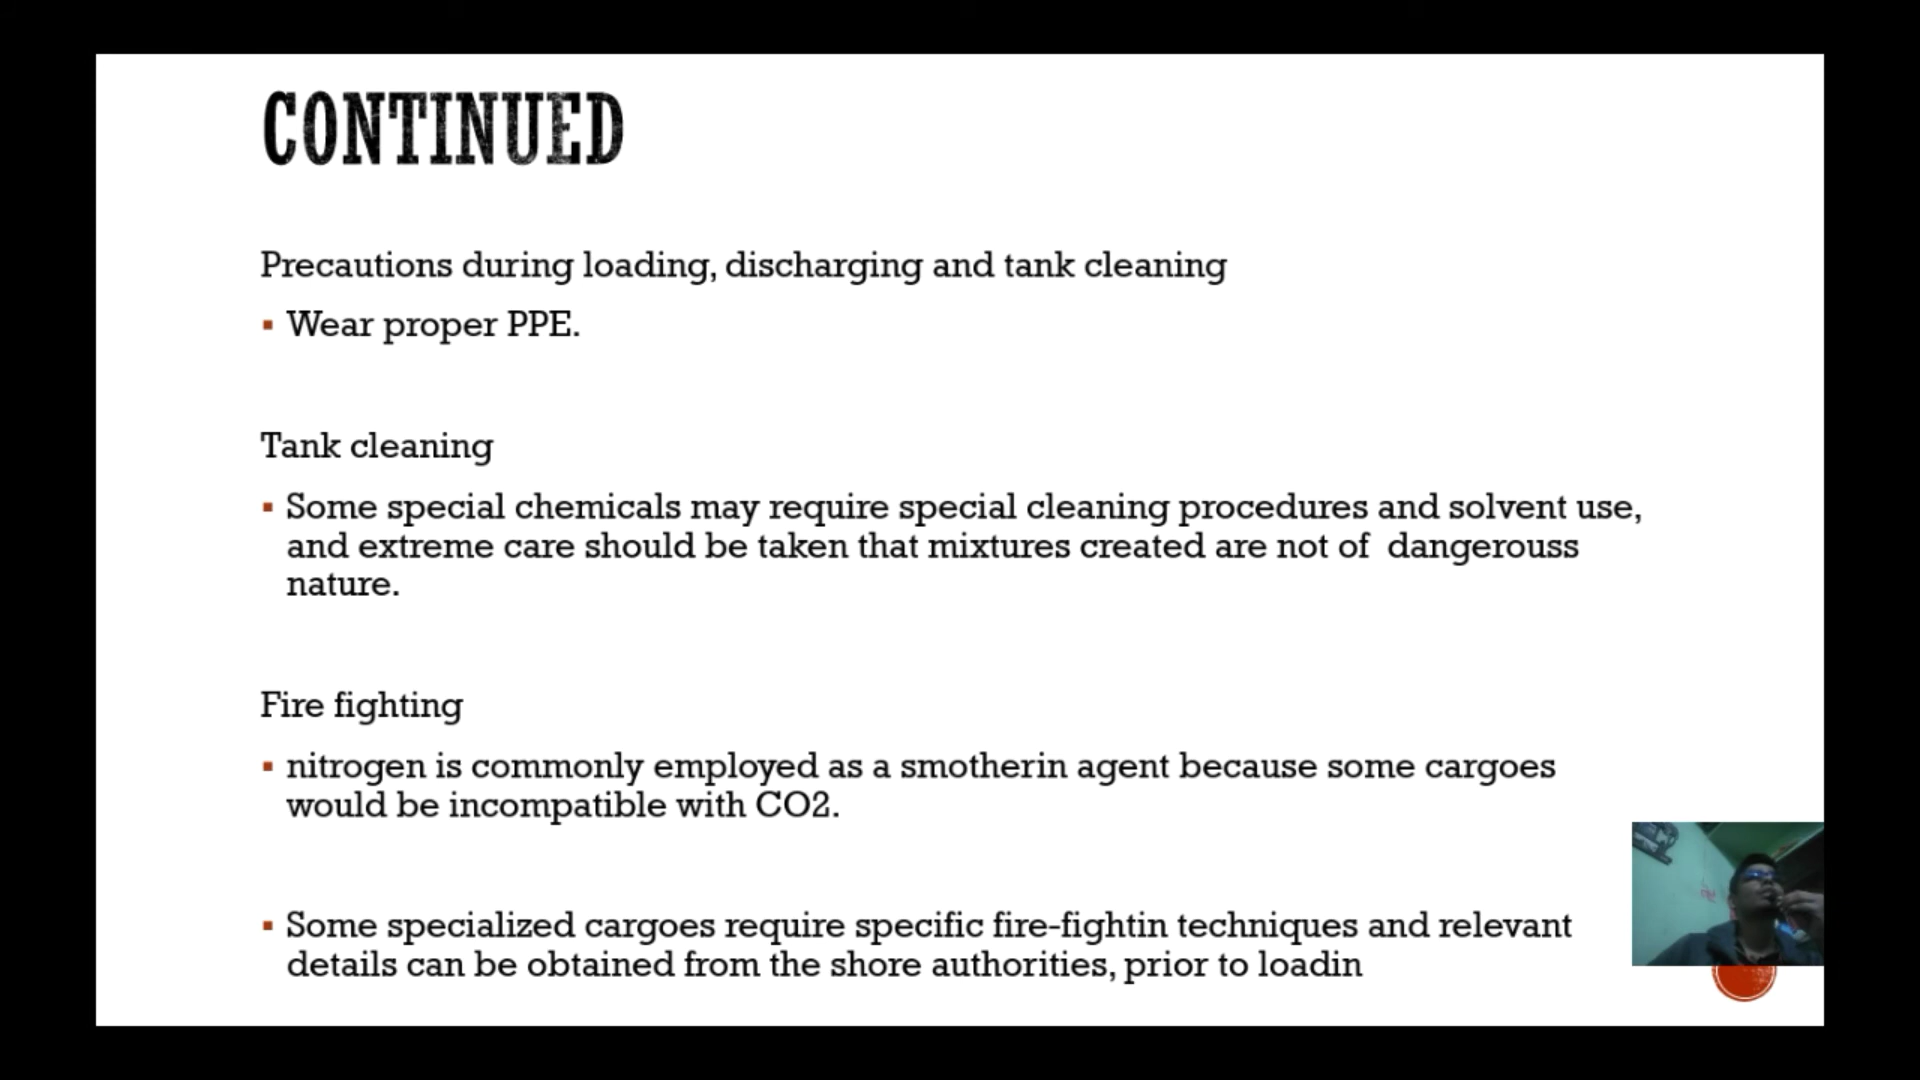 CONTINUED
Precautions during loading, discharging and tank cleaning
▪ Wear proper PPE.
Tank cleaning
▪ Some special chemicals may require special cleaning procedures and solvent use,
and extreme care should be taken that mixtures created are not of  dangerouss
nature.
Fire fighting
▪ nitrogen is commonly employed as a smotherin agent because some cargoes
would be incompatible with CO2.
▪ Some specialized cargoes require specific fire-fightin techniques and relevant
details can be obtained from the shore authorities, prior to loadin